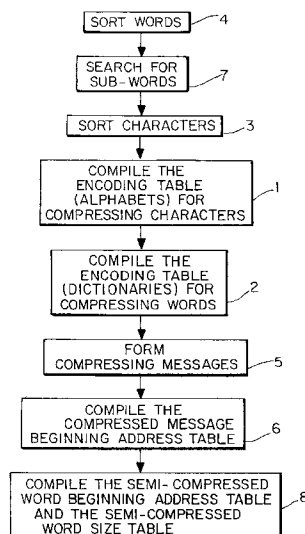 SORT WORDS
4
SEARCH FOR
SUB-WORDS
7
SORT CHARACTERS
3
COMPILE THE
ENCODING TABLE
(ALPHABETS) FOR
COMPRESSING CHARACTERS
1
COMPILE THE
ENCODING TABLE
(DICTIONARIES) FOR
COMPRESSING WORDS
2
FORM
COMPRESSING MESSAGES
5
COMPILE THE
COMPRESSED MESSAGE
BEGINNING ADDRESS TABLE
6
COMPILE THE SEMI-COMPRESSED
WORD BEGINNING ADDRESS TABLE
AND THE SEMI-COMPRESSED
WORD SIZE TABLE
8